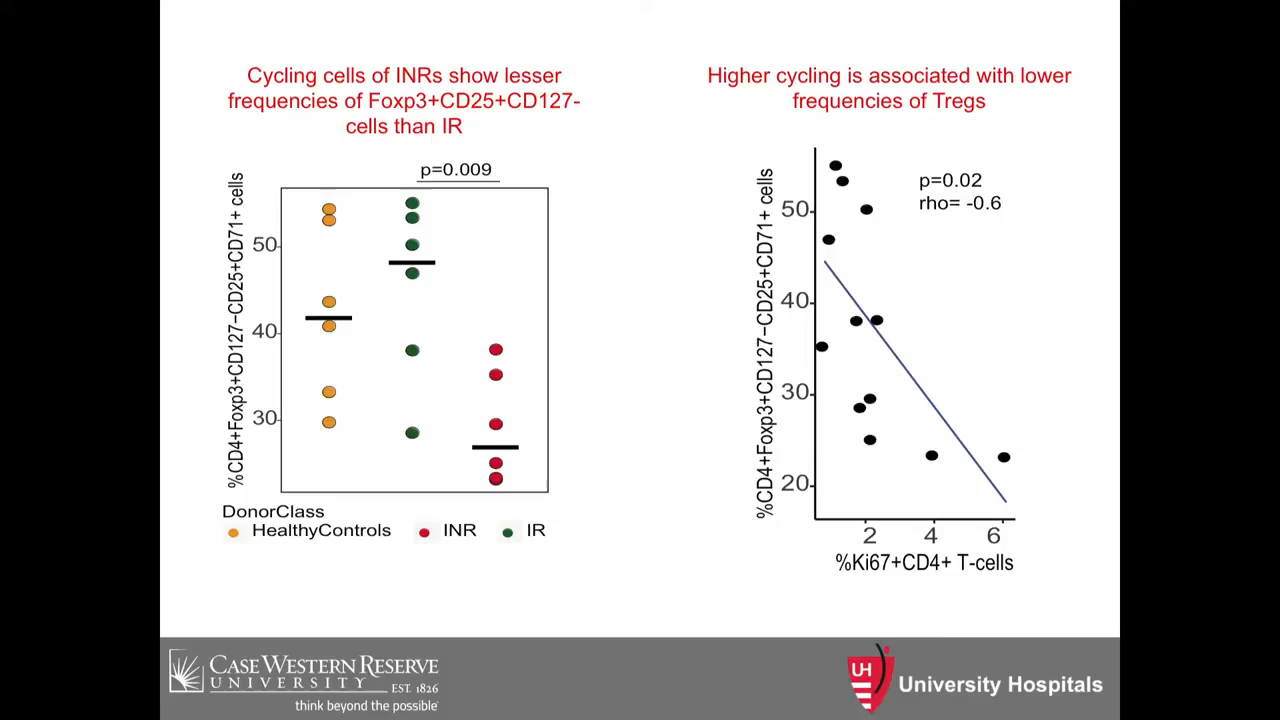 Cycling cells of INRs show lesser
frequencies of Foxp3+CD25+CD127-
cells than IR
p=0.009
%CD4+Foxp3+CD127−CD25+CD71+ cells
50
40
30
DonorClass
HealthyControls
INR
IR
Higher cycling is associated with lower
frequencies of Tregs
p=0.02
rho= -0.6
%CD4+Foxp3+CD127−CD25+CD71+ cells
50
40
30
20
2
4
6
%Ki67+CD4+ T-cells
CASE WESTERN RESERVE
UNIVERSITY EST. 1826
think beyond the possible
UH
University Hospitals